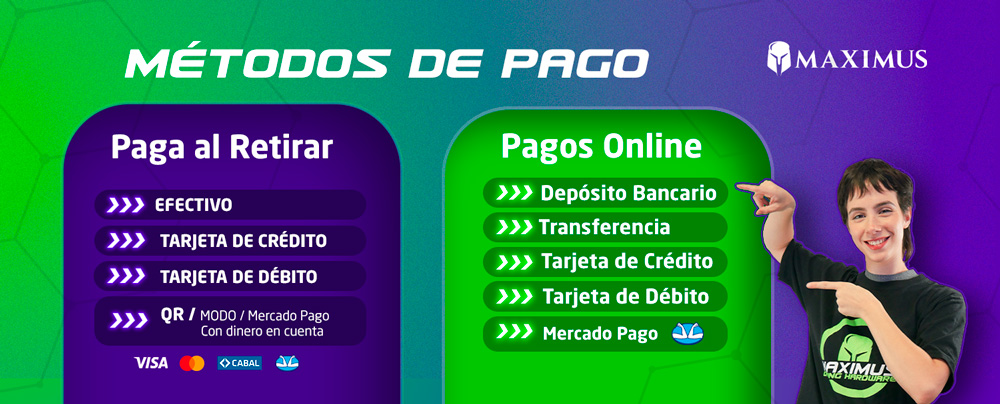 MÉTODOS DE PAGO
MAXIMUS
Paga al Retirar
EFECTIVO
TARJETA DE CRÉDITO
TARJETA DE DÉBITO
QR / MODO / Mercado Pago
Con dinero en cuenta
VISA
CABAL
Pagos Online
Depósito Bancario
Transferencia
Tarjeta de Crédito
Tarjeta de Débito
Mercado Pago
MAXIMUS
HARDWARE